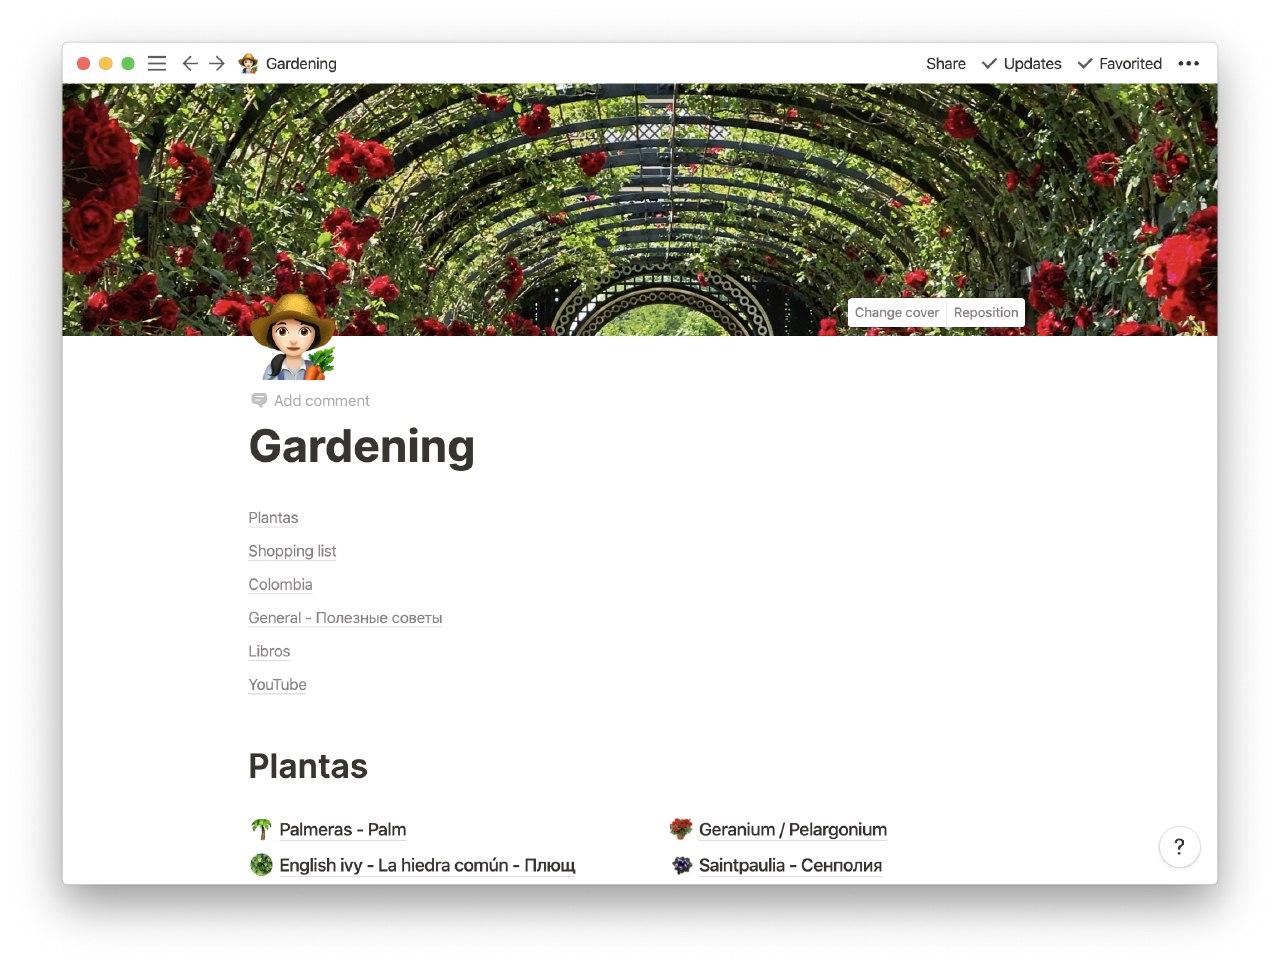 Gardening
Share
Updates
Favorited
Change cover
Reposition
Add comment
Gardening
Plantas
Shopping list
Colombia
General - Полезные советы
Libros
YouTube
Plantas
Palmeras - Palm
Geranium / Pelargonium
English ivy - La hiedra común - Плющ
Saintpaulia - Сенполия
?